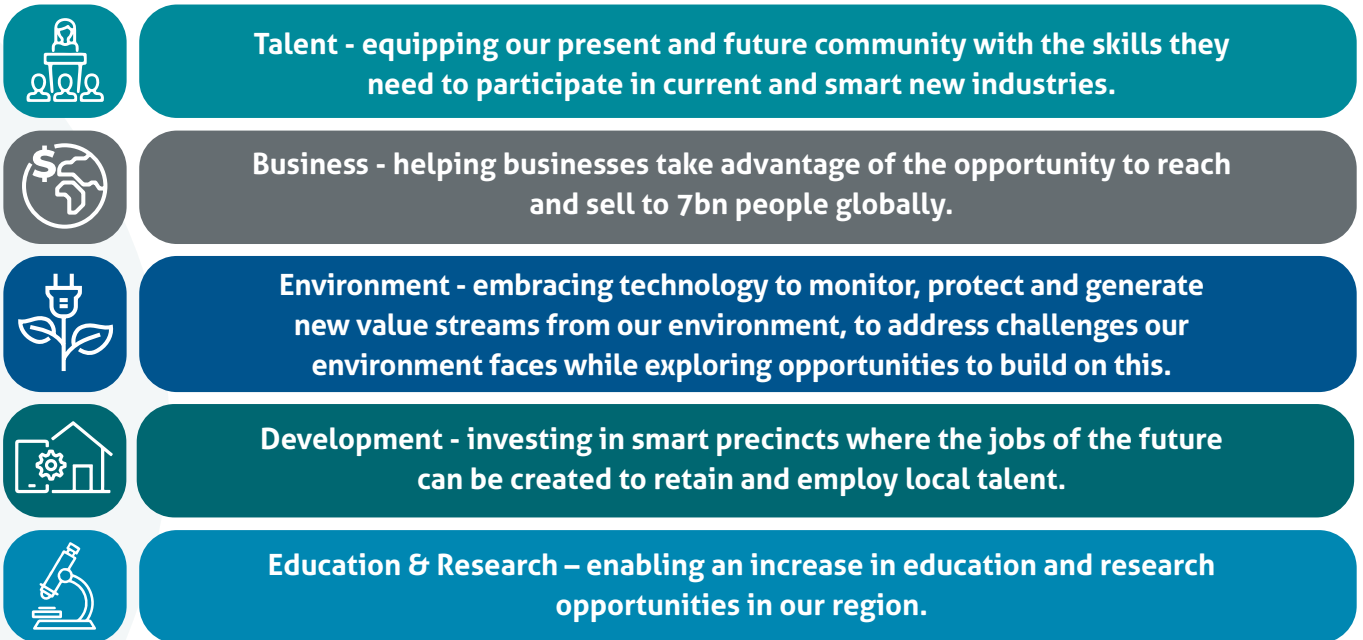 Talent - equipping our present and future community with the skills they
need to participate in current and smart new industries.
$
Business - helping businesses take advantage of the opportunity to reach
and sell to 7bn people globally.
Environment - embracing technology to monitor, protect and generate
new value streams from our environment, to address challenges our
environment faces while exploring opportunities to build on this.
Development - investing in smart precincts where the jobs of the future
can be created to retain and employ local talent.
Education & Research – enabling an increase in education and research
opportunities in our region.